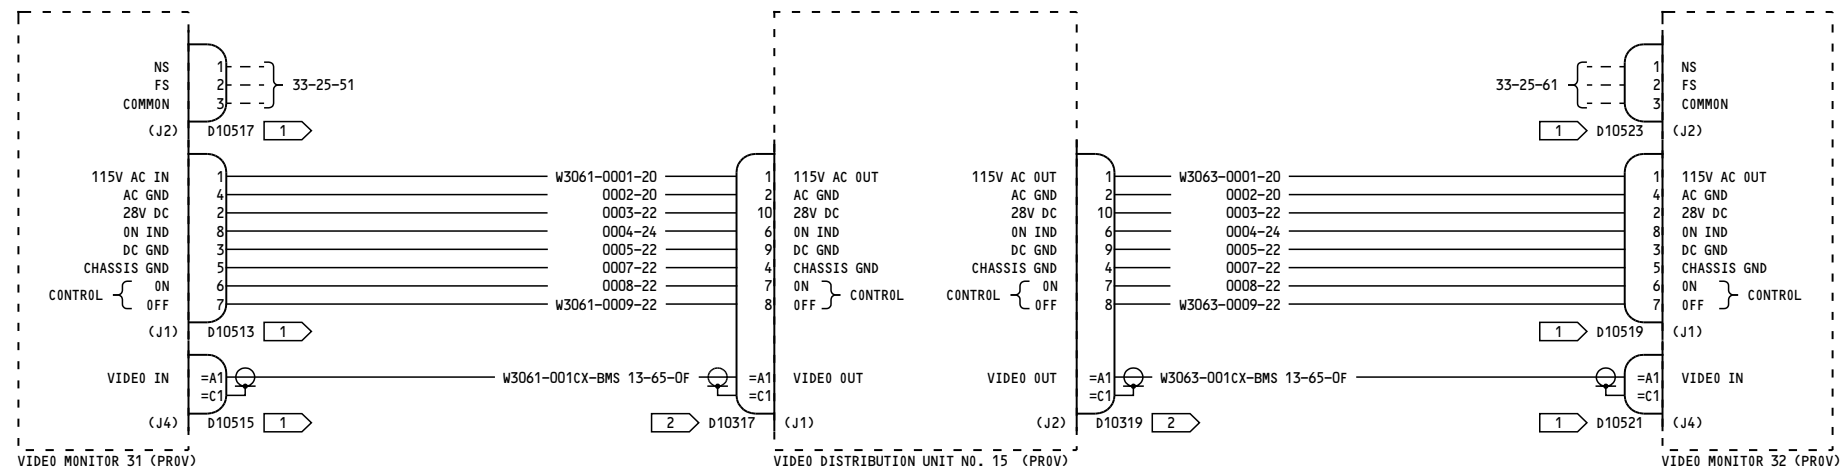 NS 1 1 NS
FS 2 33-25-51 33-25-61 2 FS
COMMON 3 3 COMMON
(J2) D10517 1 1 D10523 (J2)
115V AC IN 1 W3061-0001-20 1 115V AC OUT 115V AC OUT 1 W3063-0001-20 1 115V AC OUT
AC GND 4 0002-20 2 AC GND AC GND 2 0002-20 4 AC GND
28V DC 2 0003-22 10 28V DC 28V DC 10 0003-22 2 28V DC
ON IND 8 0004-24 6 ON IND ON IND 6 0004-24 8 ON IND
DC GND 3 0005-22 9 DC GND DC GND 9 0005-22 3 DC GND
CHASSIS GND 5 0007-22 4 CHASSIS GND CHASSIS GND 4 0007-22 5 CHASSIS GND
ON 6 0008-22 7 ON ON 7 0008-22 6 ON
CONTROL CONTROL CONTROL CONTROL
OFF 7 W3061-0009-22 8 OFF OFF 8 W3063-0009-22 7 OFF
(J1) D10513 1 1 D10519 (J1)
VIDEO IN =A1 W3061-001CX-BMS 13-65-0F =A1 VIDEO OUT VIDEO OUT =A1 W3063-001CX-BMS 13-65-0F =A1 VIDEO IN
=C1 =C1 =C1 =C1
(J4) D10515 1 2 D10317 (J1) (J2) D10319 2 1 D10521 (J4)
VIDEO MONITOR 31 (PROV) VIDEO DISTRIBUTION UNIT NO. 15 (PROV) VIDEO MONITOR 32 (PROV)